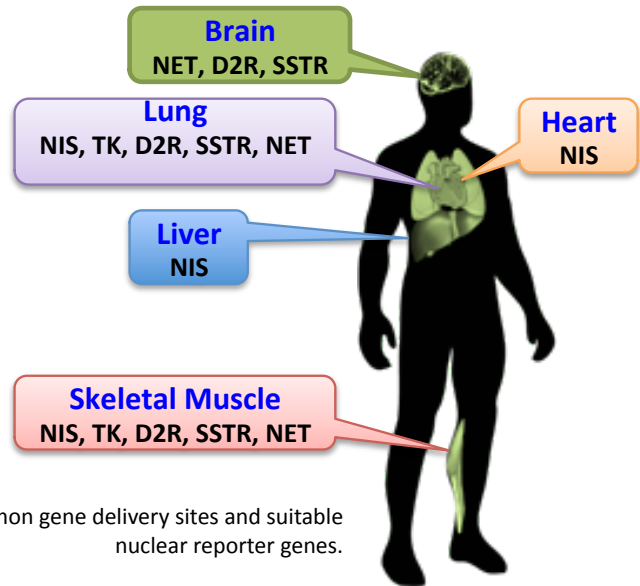 Brain
NET, D2R, SSTR
Lung
NIS, TK, D2R, SSTR, NET
Heart
NIS
Liver
NIS
Skeletal Muscle
NIS, TK, D2R, SSTR, NET
gene delivery sites and suitable
nuclear reporter genes.